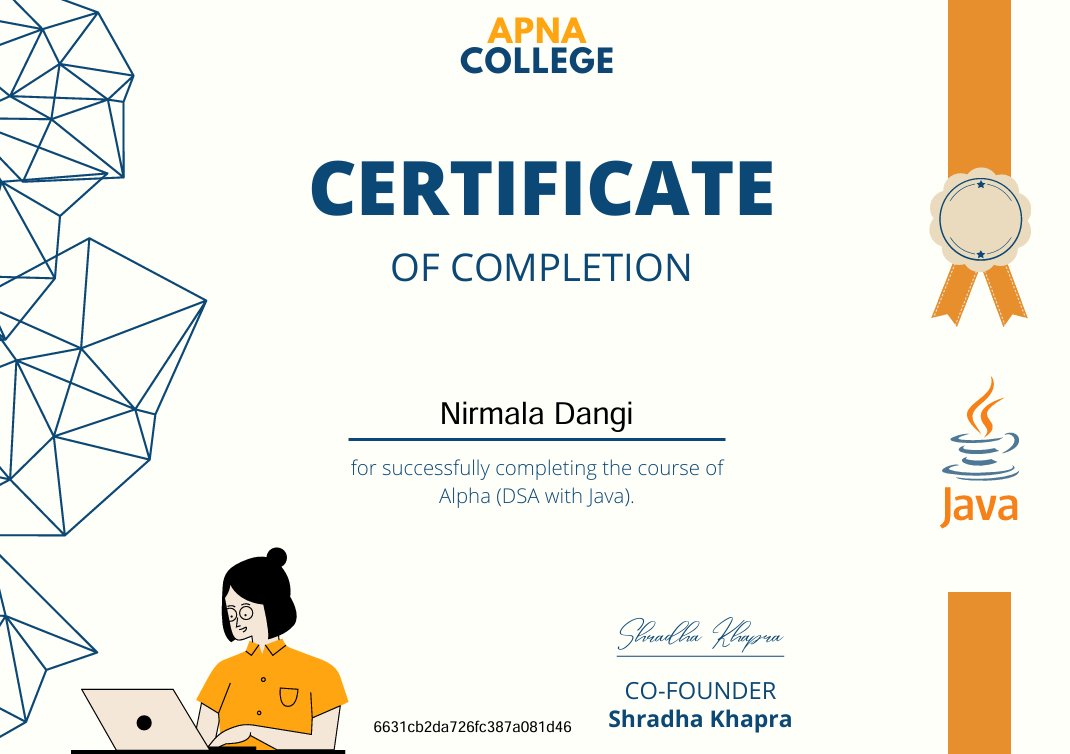 APNA
COLLEGE
CERTIFICATE
OF COMPLETION
Nirmala Dangi
for successfully completing the course of
Alpha (DSA with Java).
Java
Shradha Khapra
CO-FOUNDER
Shradha Khapra
6631cb2da726fc387a081d46